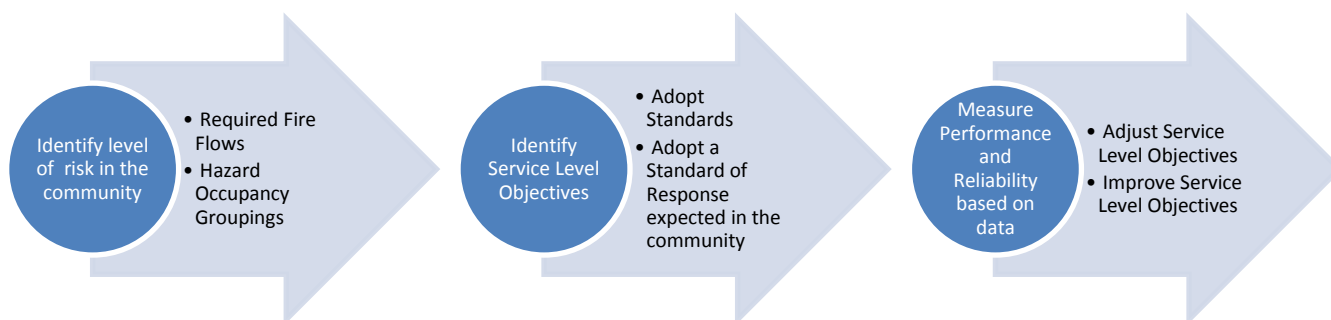 Identify level
of risk in the
community
• Required Fire
Flows
• Hazard
Occupancy
Groupings
Identify
Service Level
Objectives
• Adopt
Standards
• Adopt a
Standard of
Response
expected in the
community
Measure
Performance
and
Reliability
based on
data
• Adjust Service
Level Objectives
• Improve Service
Level Objectives